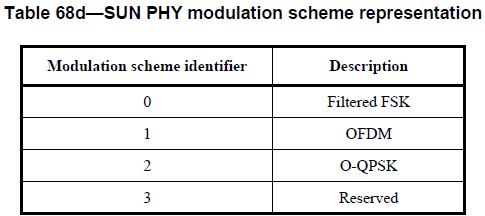 Table 68d—SUN PHY modulation scheme representation
Modulation scheme identifier Description
0 Filtered FSK
1 OFDM
2 O-QPSK
3 Reserved